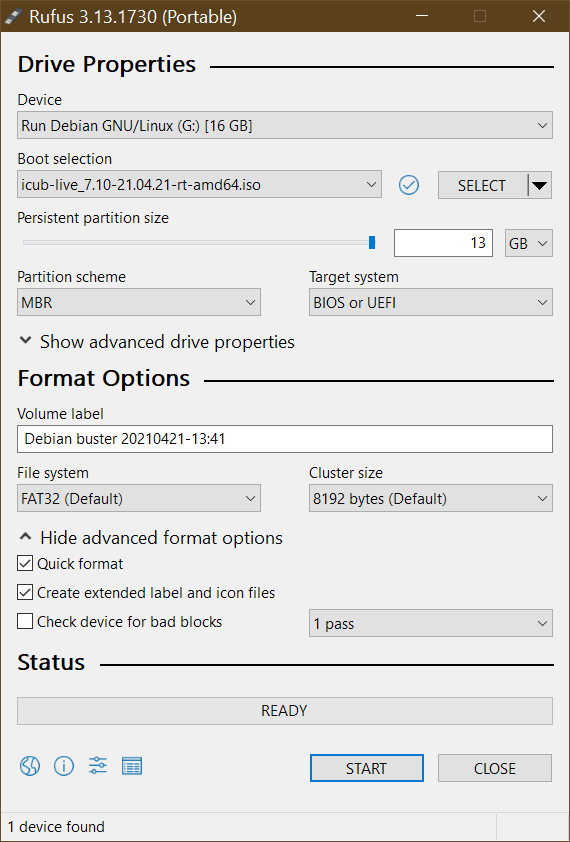 Rufus 3.13.1730 (Portable)
Drive Properties
Device
Run Debian GNU/Linux (G:) [16 GB]
Boot selection
icub-live_7.10-21.04.21-rt-amd64.iso
SELECT
Persistent partition size
13
GB
Partition scheme
Target system
MBR
BIOS or UEFI
Show advanced drive properties
Format Options
Volume label
Debian buster 20210421-13:41
File system
Cluster size
FAT32 (Default)
8192 bytes (Default)
Hide advanced format options
Quick format
Create extended label and icon files
Check device for bad blocks
1 pass
Status
READY
START
CLOSE
1 device found